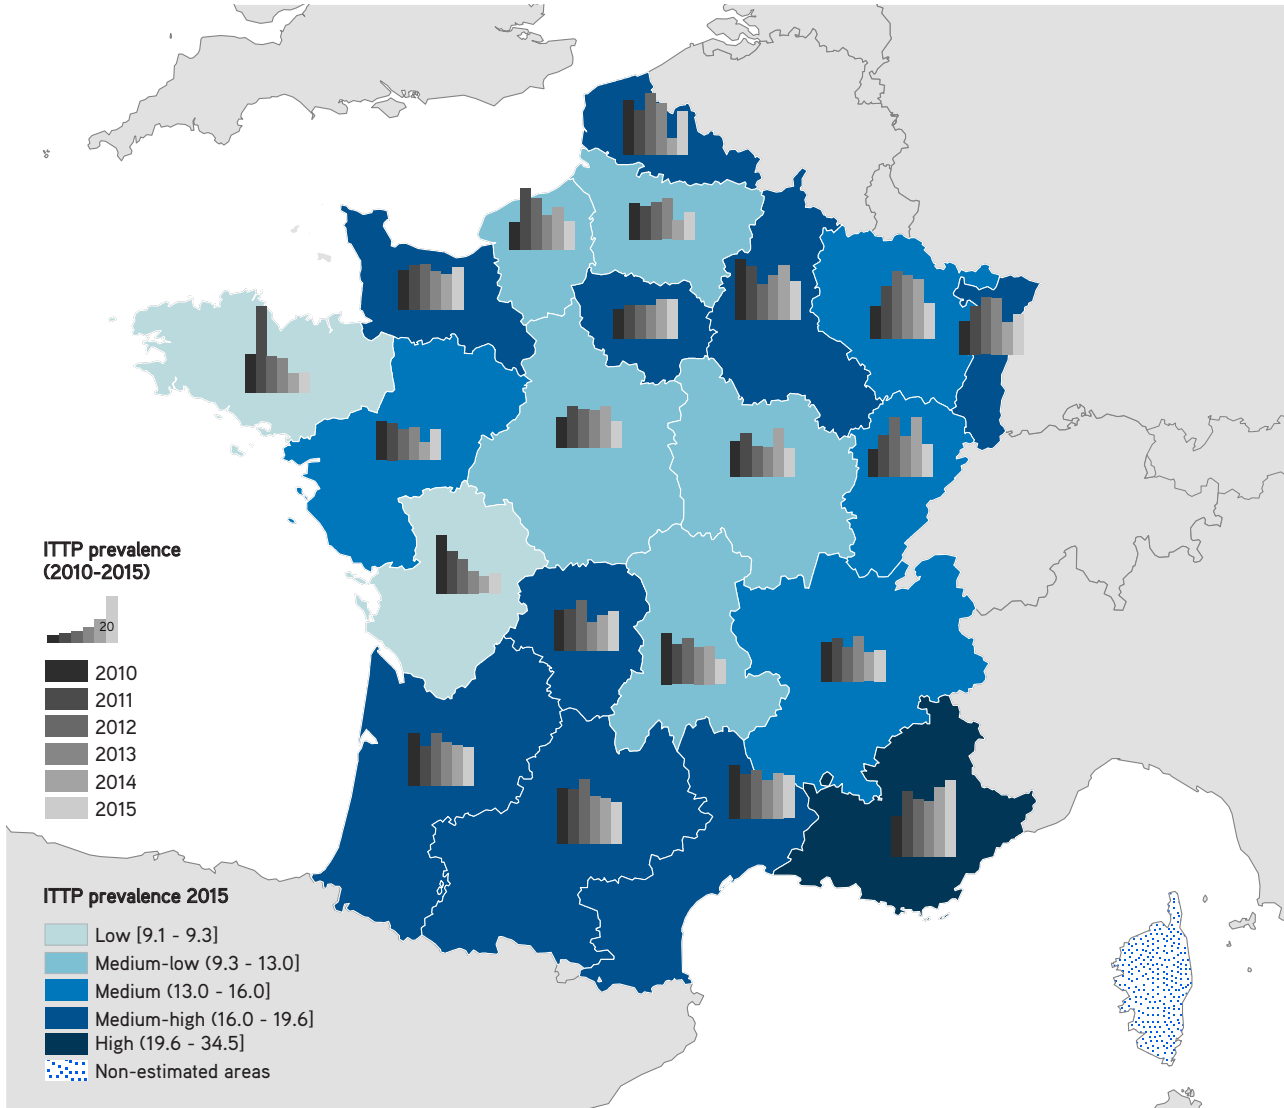 ITTP prevalence
(2010-2015)
20
2010
2011
2012
2013
2014
2015
ITTP prevalence 2015
Low [9.1 - 9.3]
Medium-low (9.3 - 13.0]
Medium (13.0 - 16.0]
Medium-high (16.0 - 19.6]
High (19.6 - 34.5]
Non-estimated areas